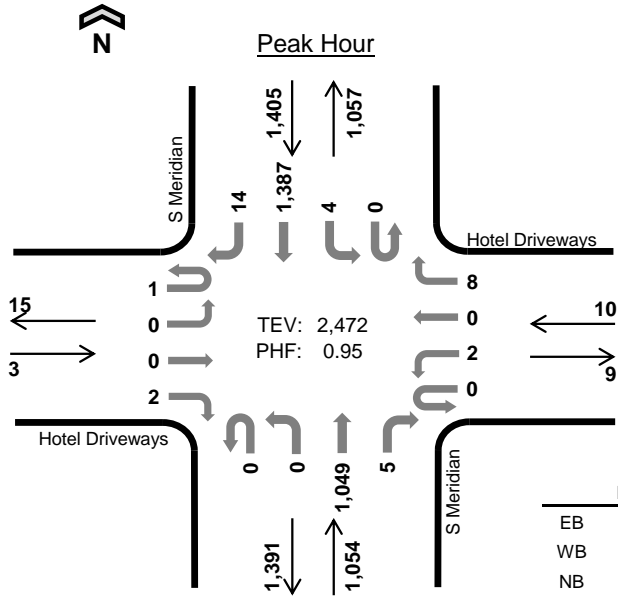 N
Peak Hour
1,405
1,057
S Meridian
14
1,387
4
0
Hotel Driveways
1
8
15
0
TEV: 2,472
0
10
3
0
PHF: 0.95
2
9
2
0
Hotel Driveways
0
0
1,049
5
S Meridian
EB
WB
1,391
1,054
NB